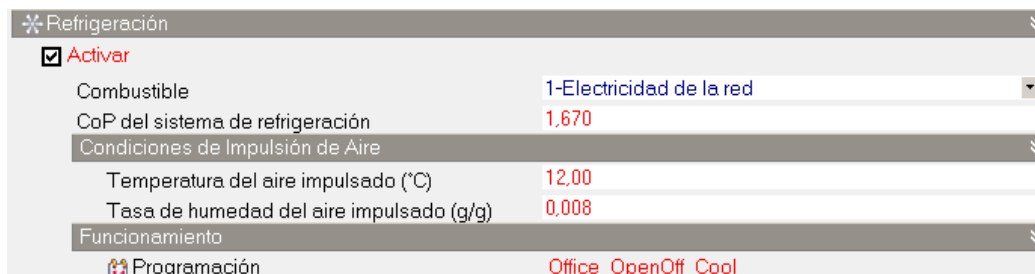 Refrigeración
Activar
Combustible 1-Electricidad de la red
CoP del sistema de refrigeración 1,670
Condiciones de Impulsión de Aire
Temperatura del aire impulsado (°C) 12,00
Tasa de humedad del aire impulsado (g/g) 0,008
Funcionamiento
Programación Office_OpenOff_Cool